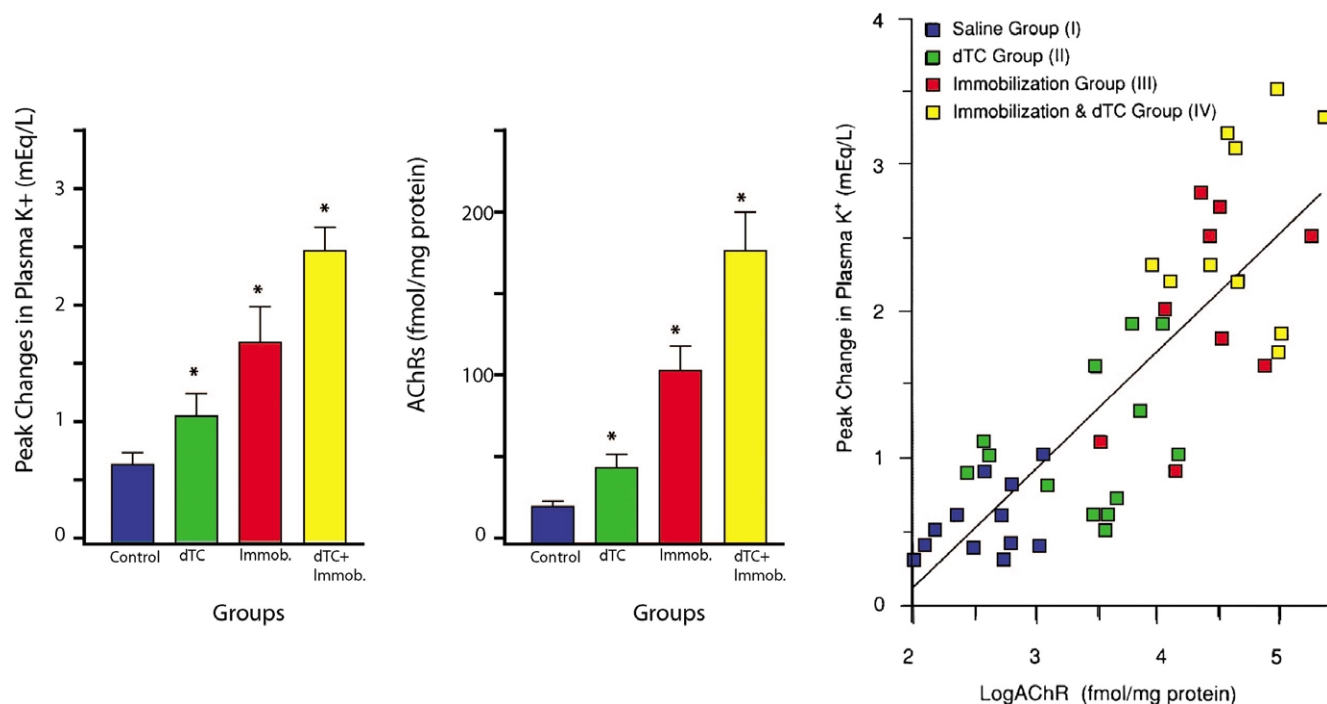 Peak Changes in Plasma K+ (mEq/L)
3
2
1
0
*
*
*
*
Control
dTC
Immob.
dTC+
Immob.
Groups
AChRs (fmol/mg protein)
200
100
0
*
*
*
*
Control
dTC
Immob.
dTC+
Immob.
Groups
Peak Change in Plasma K⁺ (mEq/L)
4
3
2
1
0
Saline Group (I)
dTC Group (II)
Immobilization Group (III)
Immobilization & dTC Group (IV)
2
3
4
5
LogAChR (fmol/mg protein)